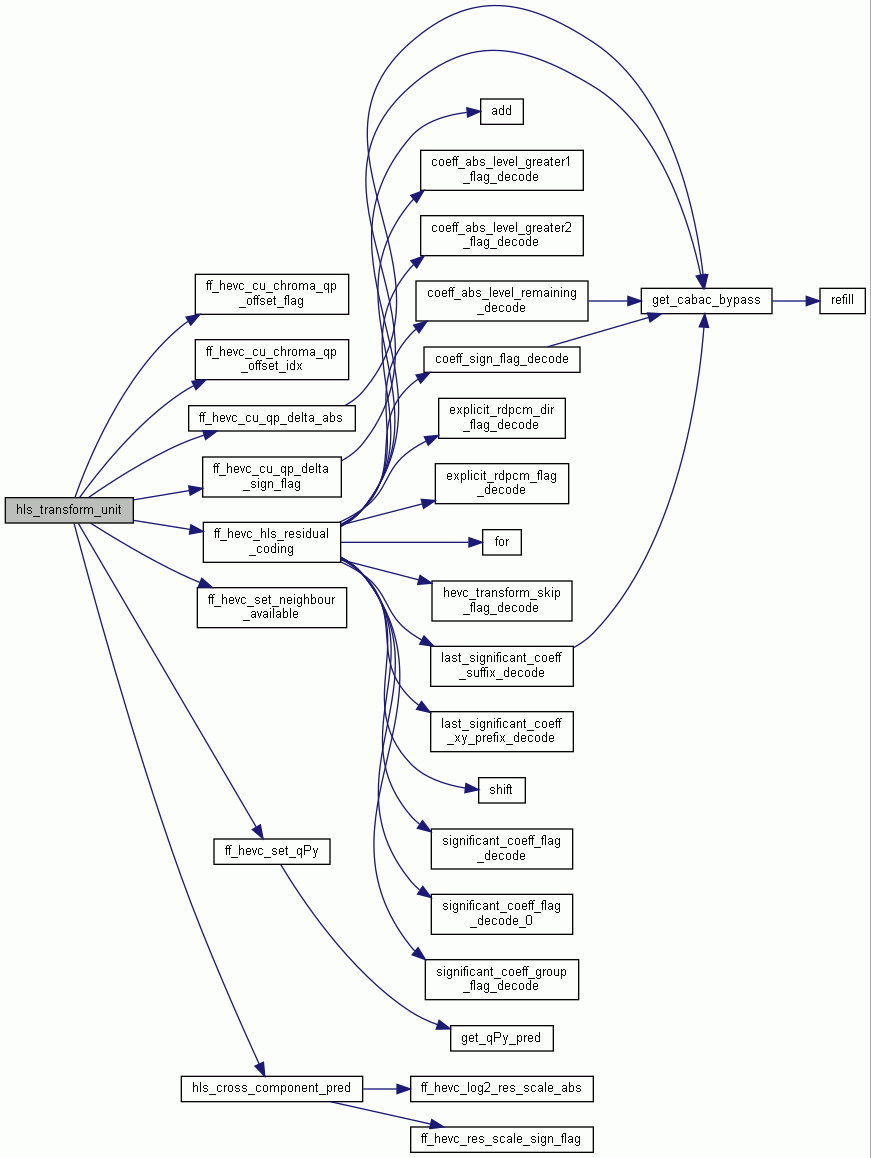 add
coeff_abs_level_greater1
_flag_decode
coeff_abs_level_greater2
_flag_decode
ff_hevc_cu_chroma_qp
_offset_flag
coeff_abs_level_remaining
_decode
get_cabac_bypass
refill
ff_hevc_cu_chroma_qp
_offset_idx
coeff_sign_flag_decode
ff_hevc_cu_qp_delta_abs
explicit_rdpcm_dir
_flag_decode
ff_hevc_cu_qp_delta
_sign_flag
explicit_rdpcm_flag
_decode
hls_transform_unit
ff_hevc_hls_residual
_coding
for
ff_hevc_set_neighbour
_available
hevc_transform_skip
_flag_decode
last_significant_coeff
_suffix_decode
last_significant_coeff
_xy_prefix_decode
shift
ff_hevc_set_qPy
significant_coeff_flag
_decode
significant_coeff_flag
_decode_0
significant_coeff_group
_flag_decode
get_qPy_pred
hls_cross_component_pred
ff_hevc_log2_res_scale_abs
ff_hevc_res_scale_sign_flag